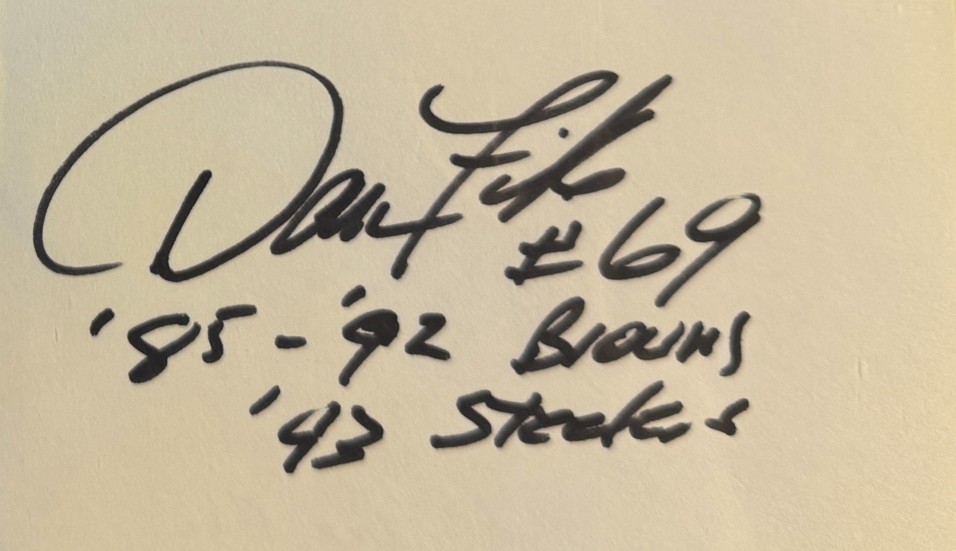 Dan Fike
#69
'85 - '92 Browns
'93 Steelers